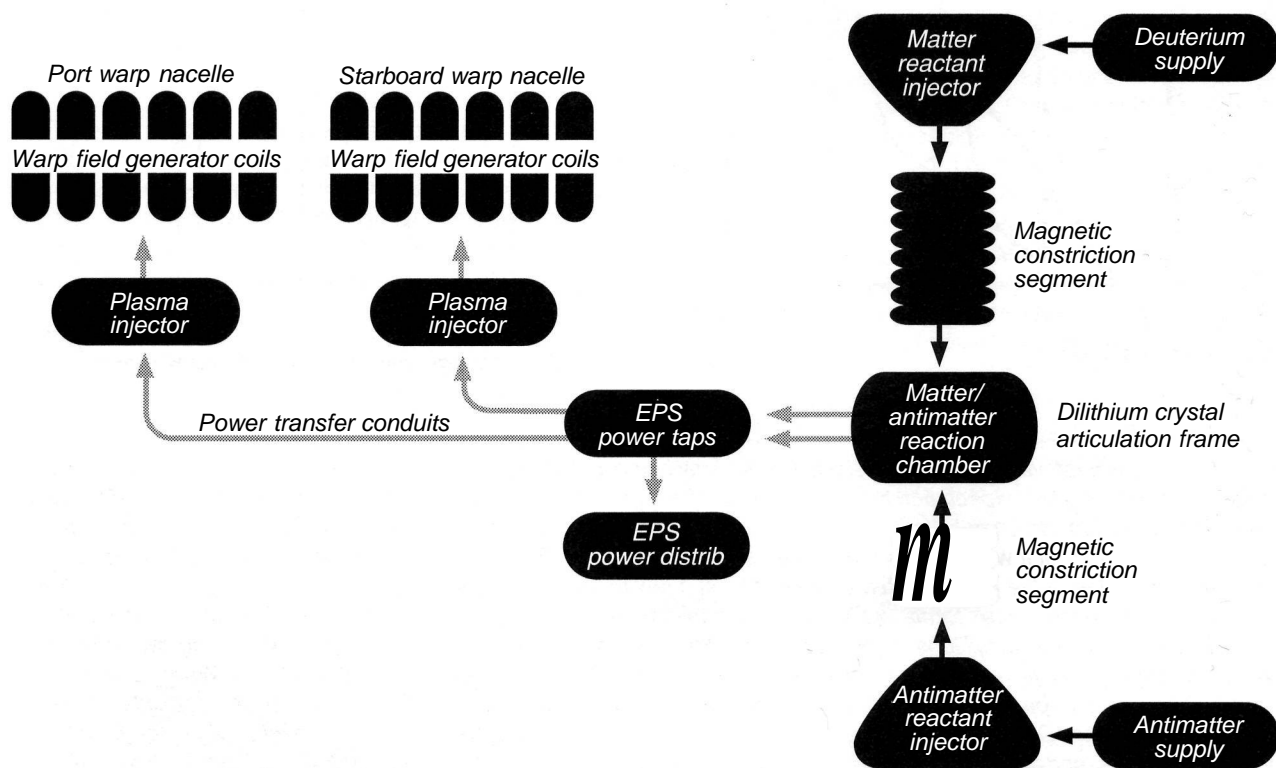 Port warp nacelle
Warp field generator coils
Starboard warp nacelle
Warp field generator coils
Matter
reactant
injector
Deuterium
supply
Magnetic
constriction
segment
Plasma
injector
Plasma
injector
Power transfer conduits
EPS
power taps
Matter/
antimatter
reaction
chamber
Dilithium crystal
articulation frame
EPS
power distrib
m
Magnetic
constriction
segment
Antimatter
reactant
injector
Antimatter
supply